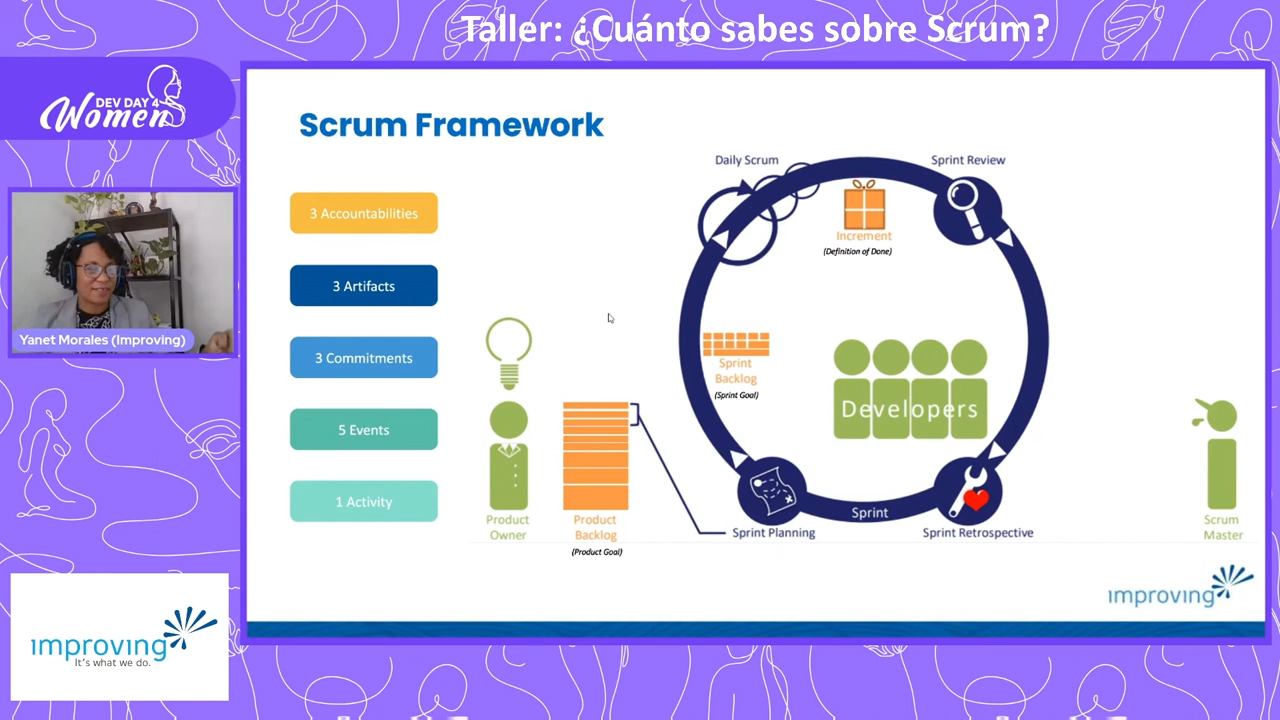 Taller: ¿Cuánto sabes sobre Scrum?
DEV DAY 4
Women
Yanet Morales (Improving)
improving
It's what we do.
Scrum Framework
3 Accountabilities
3 Artifacts
3 Commitments
5 Events
1 Activity
Product
Owner
Product
Backlog
(Product Goal)
Daily Scrum
Sprint Review
Increment
(Definition of Done)
Sprint
Backlog
(Sprint Goal)
Developers
Sprint Planning
Sprint
Sprint Retrospective
Scrum
Master
improving